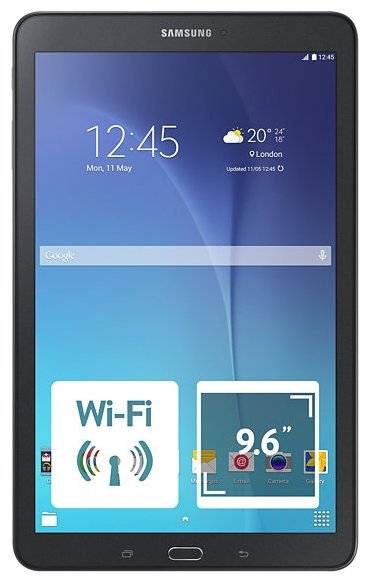 SAMSUNG
12:45
12:45
Mon, 11 May
20° 24°
18°
London
Updated 11/05 12:45
Google
Wi-Fi
9.6”
Messages Email Camera Gallery